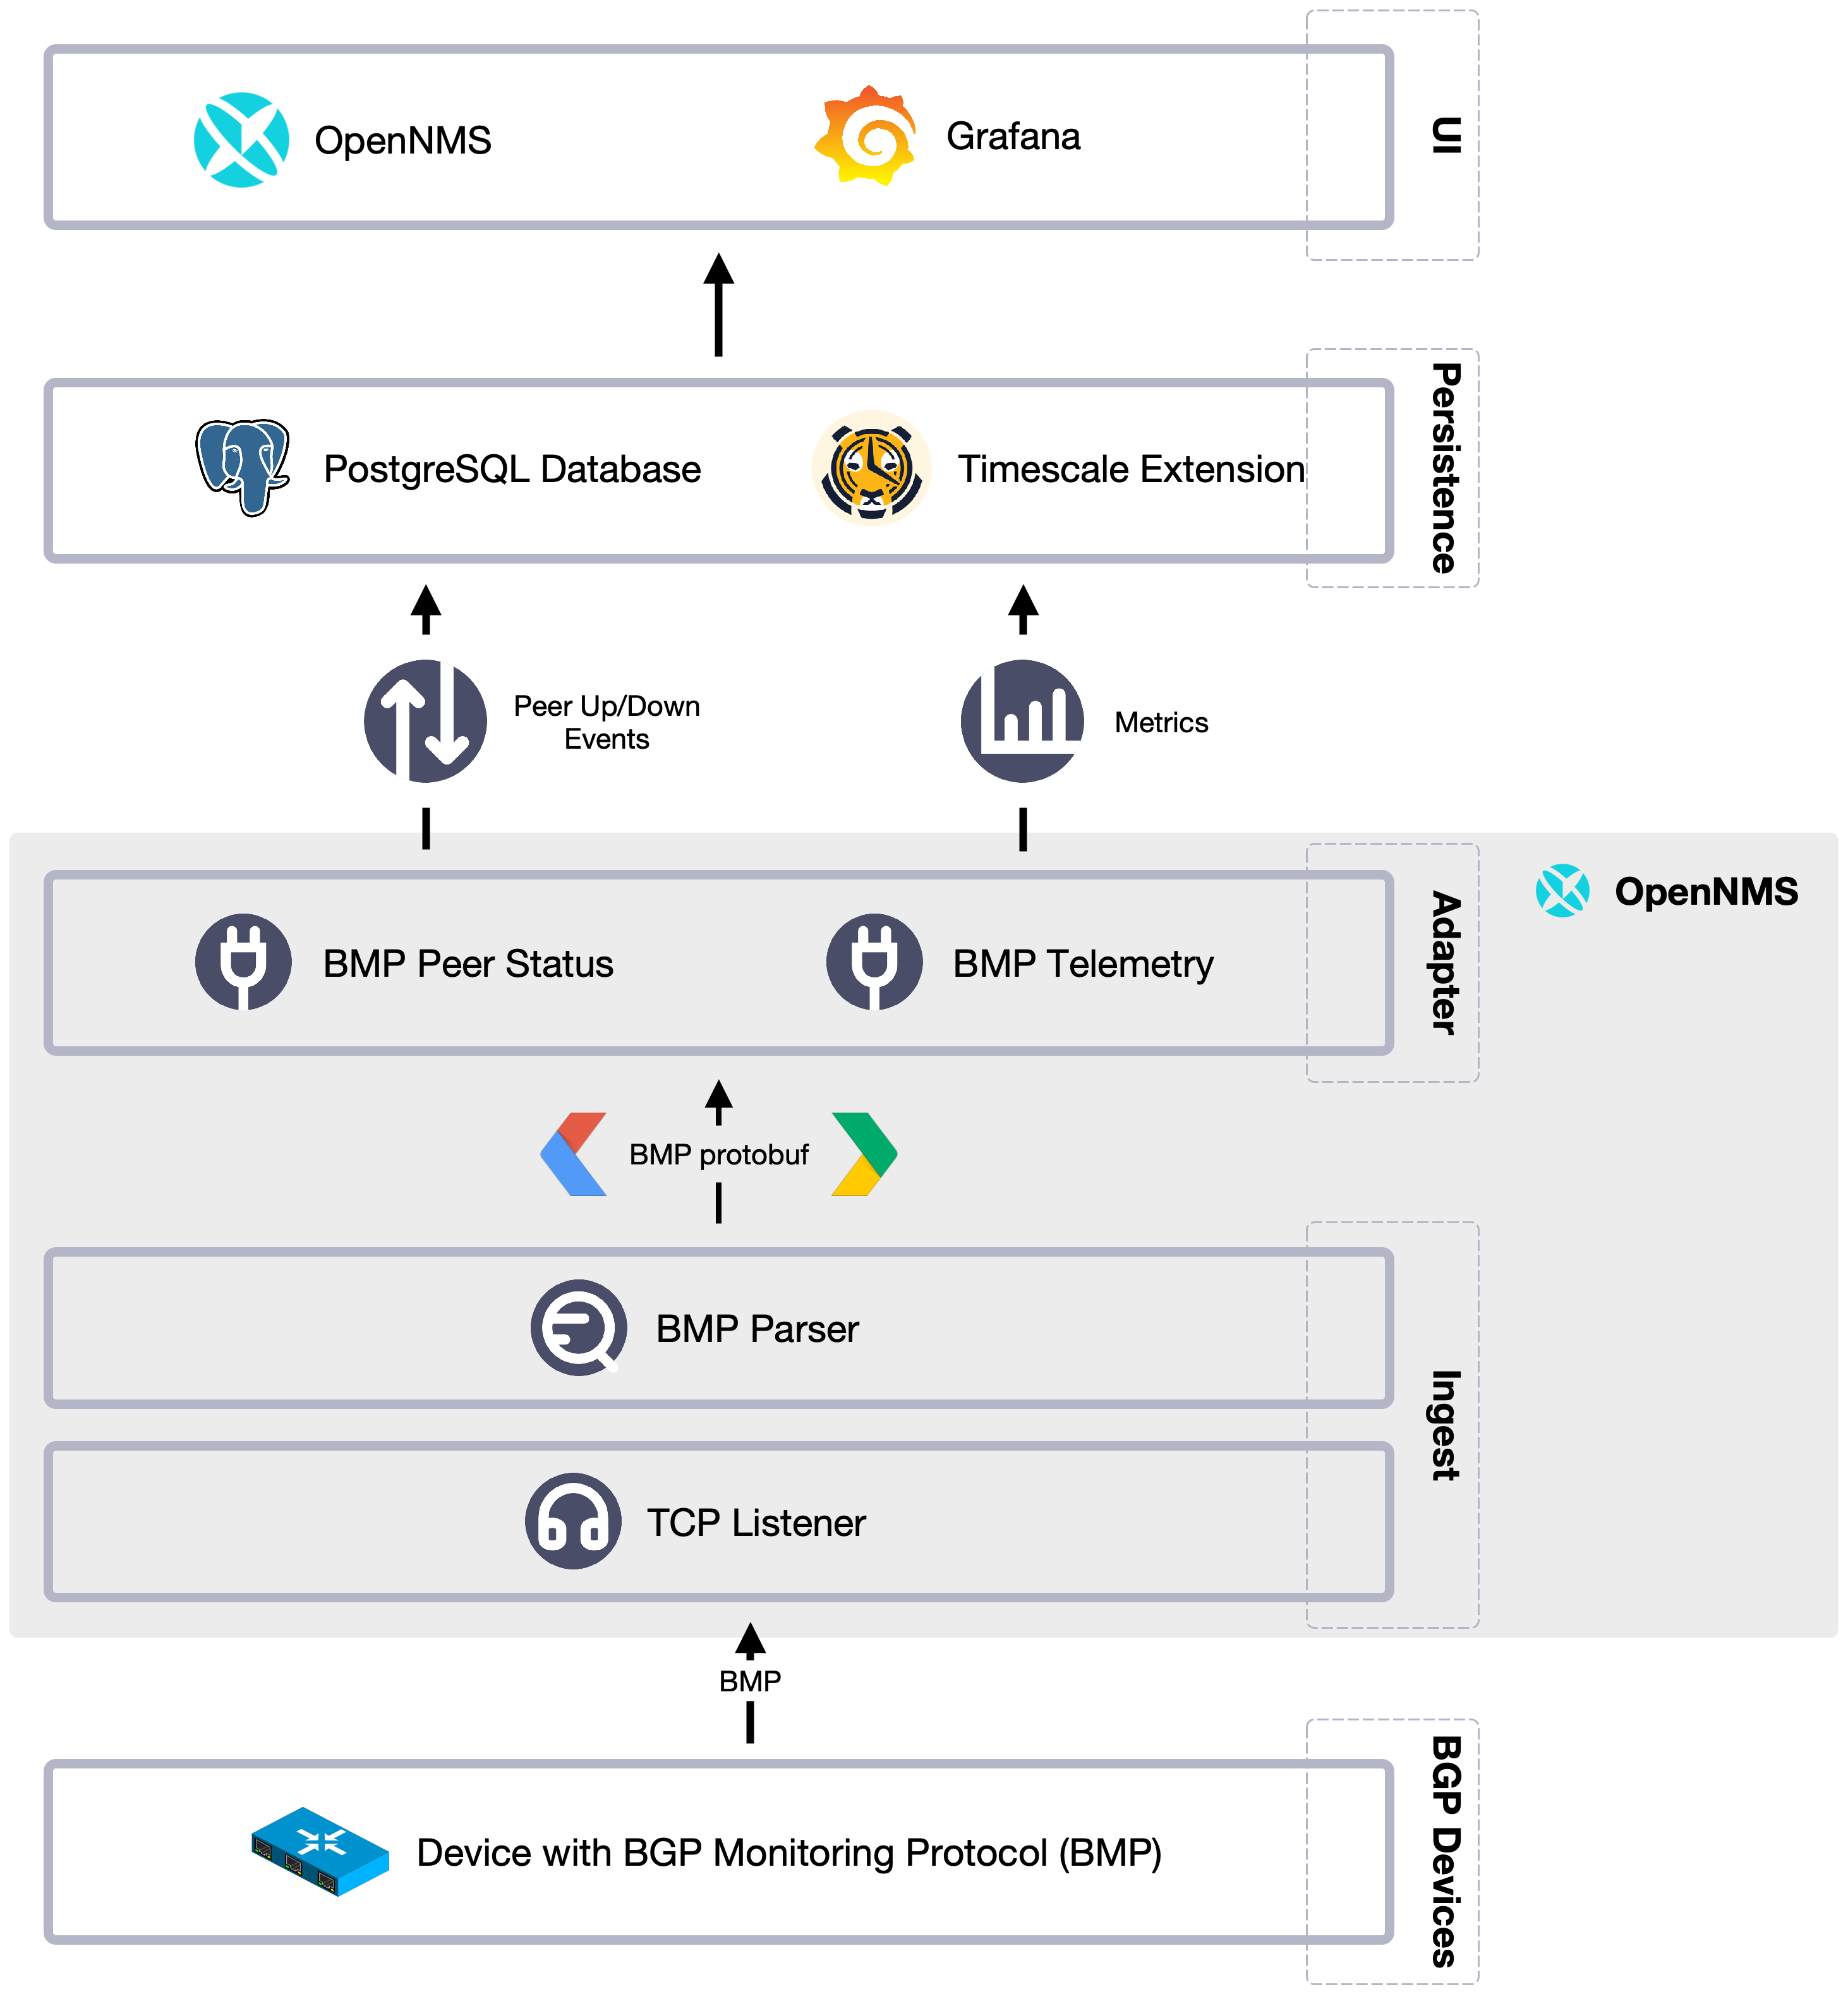 OpenNMS
Grafana
UI
PostgreSQL Database
Timescale Extension
Persistence
Peer Up/Down
Events
Metrics
OpenNMS
BMP Peer Status
BMP Telemetry
Adapter
BMP protobuf
BMP Parser
Ingest
TCP Listener
BMP
Device with BGP Monitoring Protocol (BMP)
BGP Devices